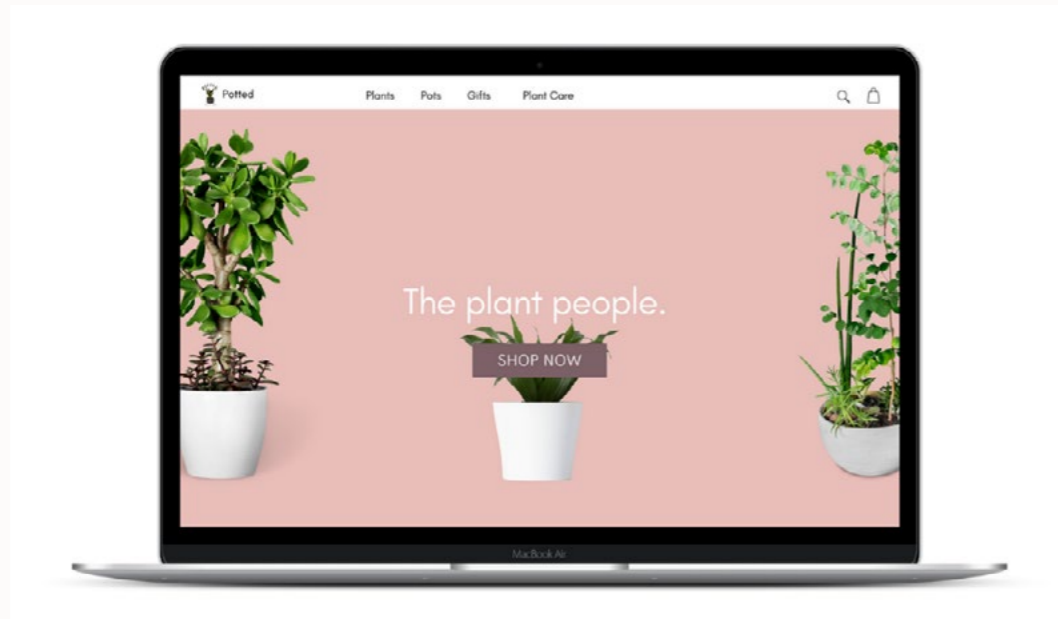 Potted
Plants Pots Gifts Plant Care
The plant people.
SHOP NOW
MacBook Air